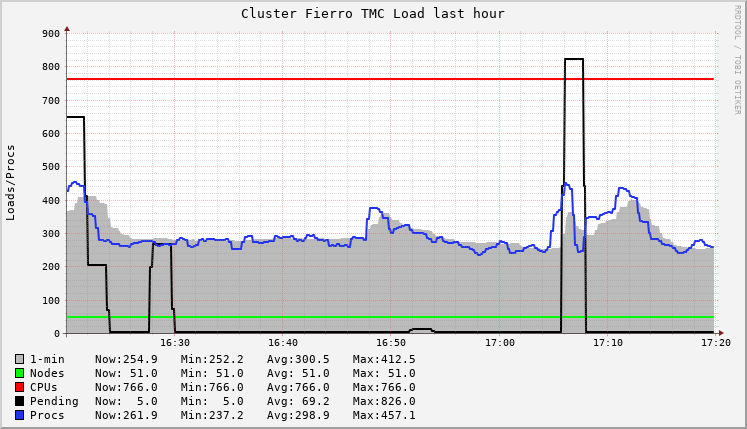 Cluster Fierro TMC Load last hour
RRDTOOL / TOBI OETIKER
Loads/Procs
900
800
700
600
500
400
300
200
100
0
16:30 16:40 16:50 17:00 17:10 17:20
1-min Now:254.9 Min:252.2 Avg:300.5 Max:412.5
Nodes Now: 51.0 Min: 51.0 Avg: 51.0 Max: 51.0
CPUs Now:766.0 Min:766.0 Avg:766.0 Max:766.0
Pending Now: 5.0 Min: 5.0 Avg: 69.2 Max:826.0
Procs Now:261.9 Min:237.2 Avg:298.9 Max:457.1